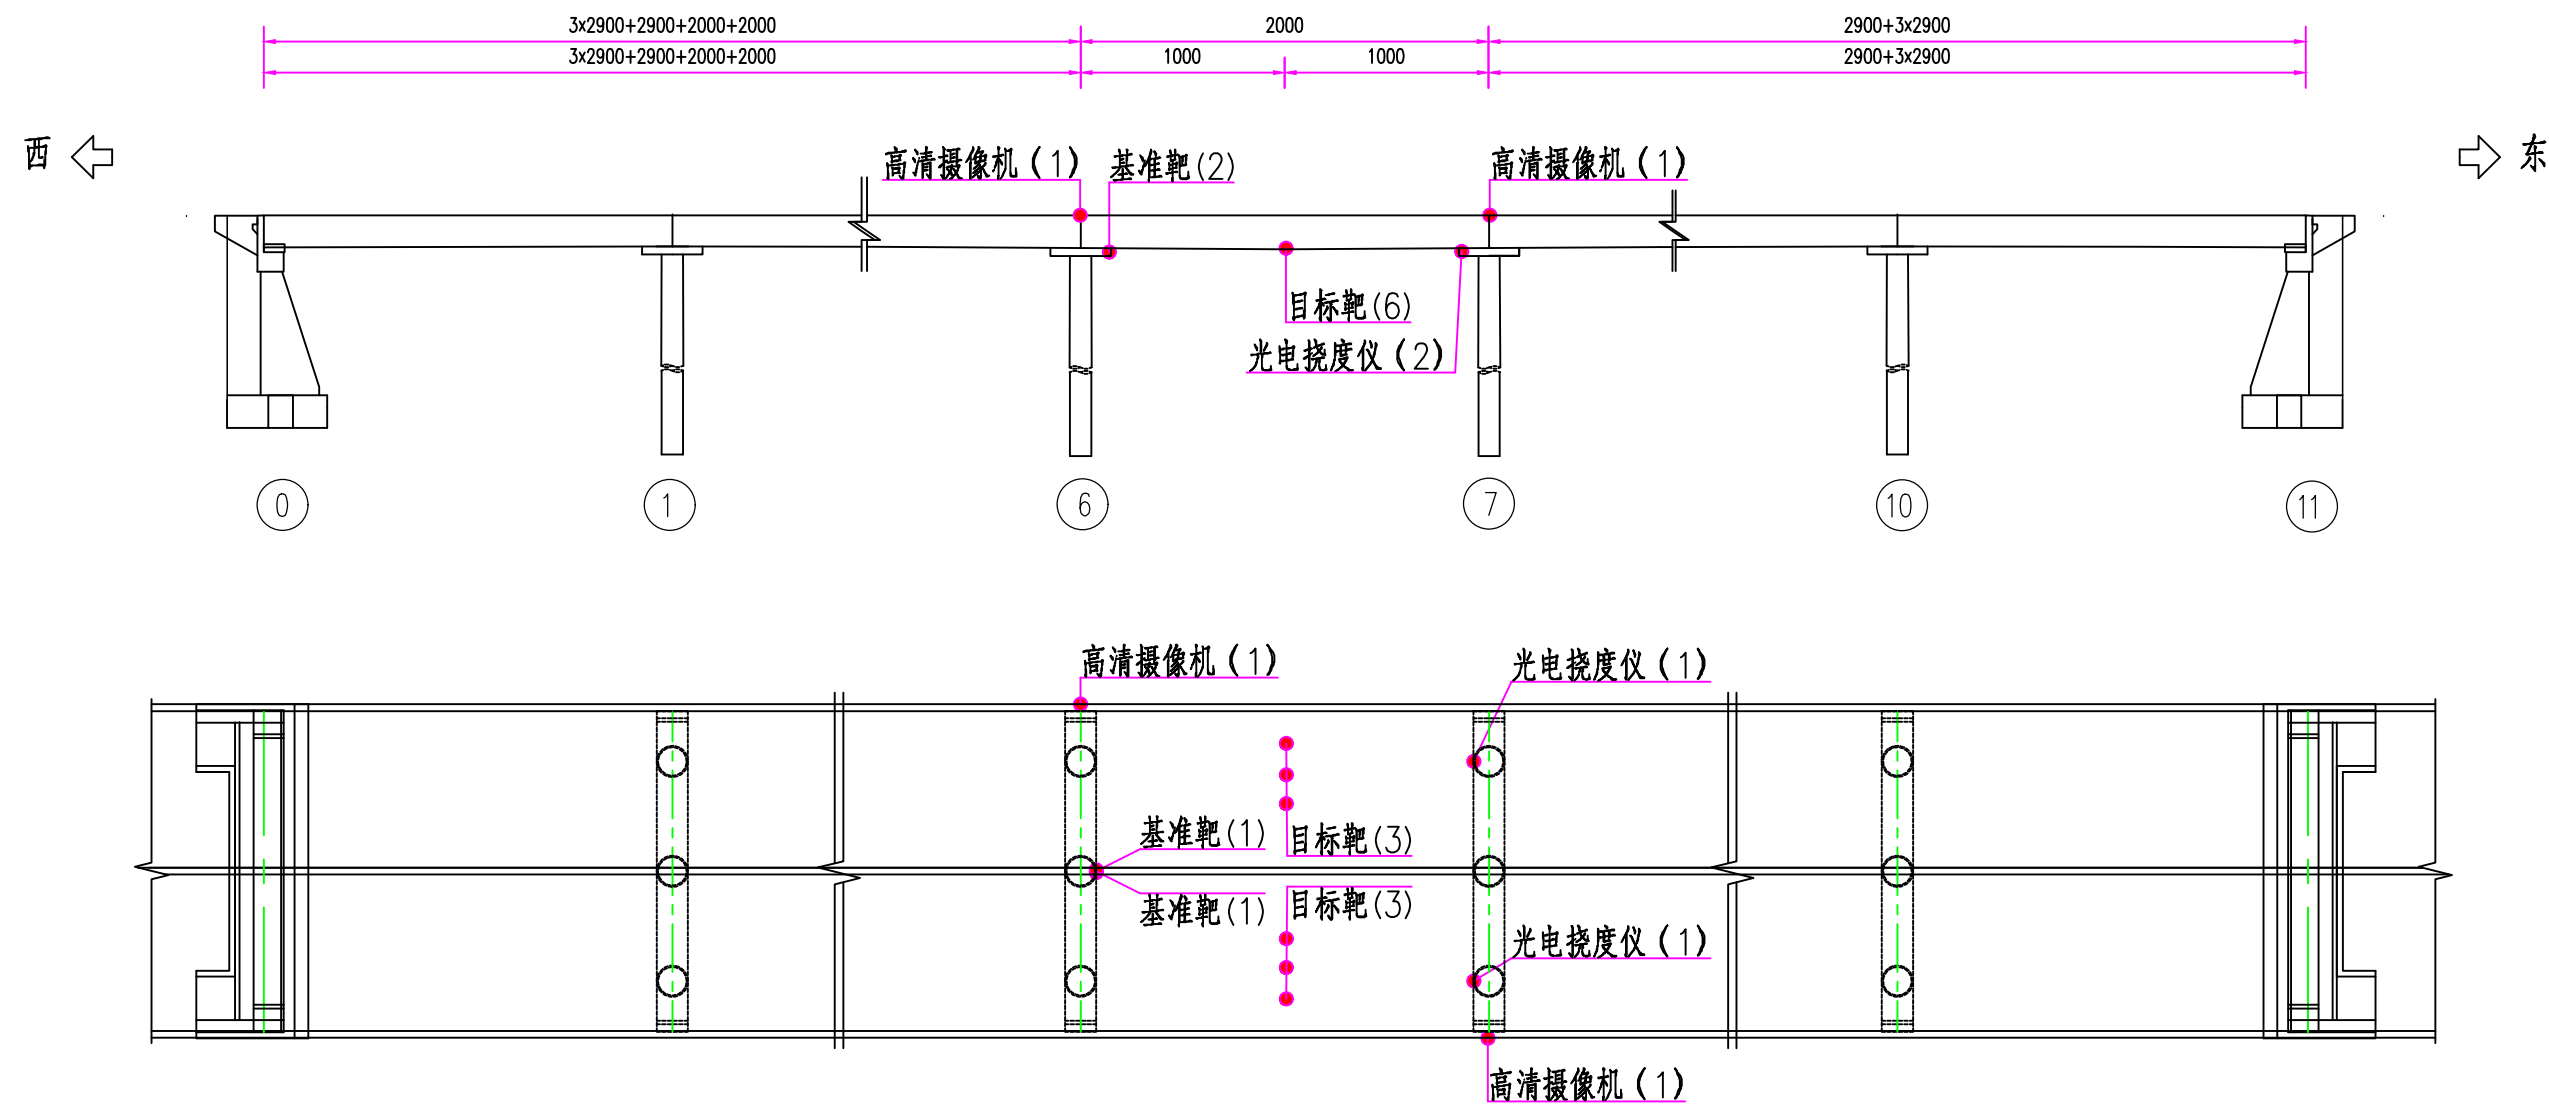 3x2900+2900+2000+2000
2000
2900+3x2900
3x2900+2900+2000+2000
1000
1000
2900+3x2900
西
东
高清摄像机（1）
基准靶(2)
高清摄像机（1）
目标靶(6)
光电挠度仪（2）
0
1
6
7
10
11
高清摄像机（1）
光电挠度仪（1）
基准靶(1)
目标靶(3)
基准靶(1)
目标靶(3)
光电挠度仪（1）
高清摄像机（1）